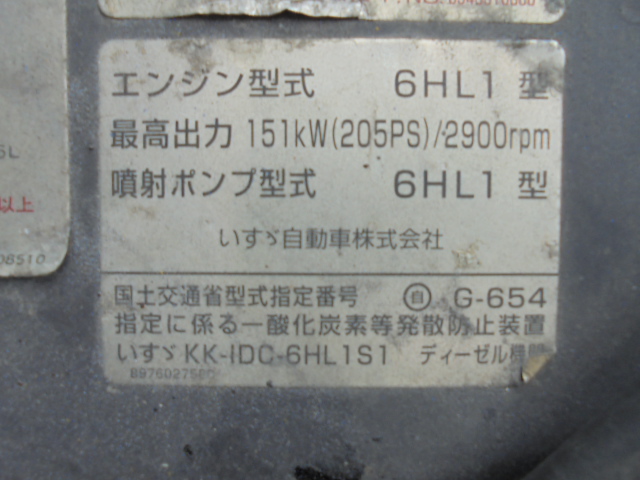 エンジン型式 6HL1 型
最高出力 151kW(205PS)/2900rpm
噴射ポンプ型式 6HL1 型
いすゞ自動車株式会社
国土交通省型式指定番号 ㊂自 G-654
指定に係る一酸化炭素等発散防止装置
いすゞ KK-IDC-6HL1S1 ディーゼル機関
以上